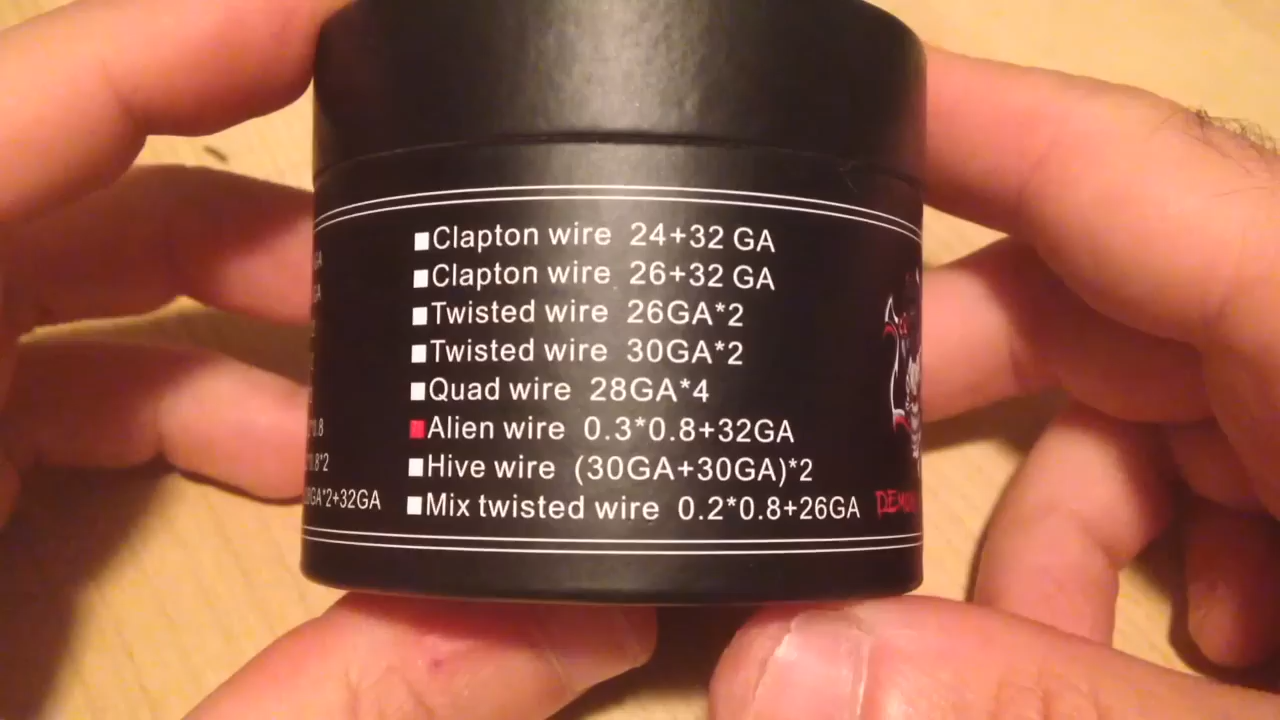 Clapton wire 24+32 GA
Clapton wire 26+32 GA
Twisted wire 26GA*2
Twisted wire 30GA*2
Quad wire 28GA*4
Alien wire 0.3*0.8+32GA
Hive wire (30GA+30GA)*2
Mix twisted wire 0.2*0.8+26GA